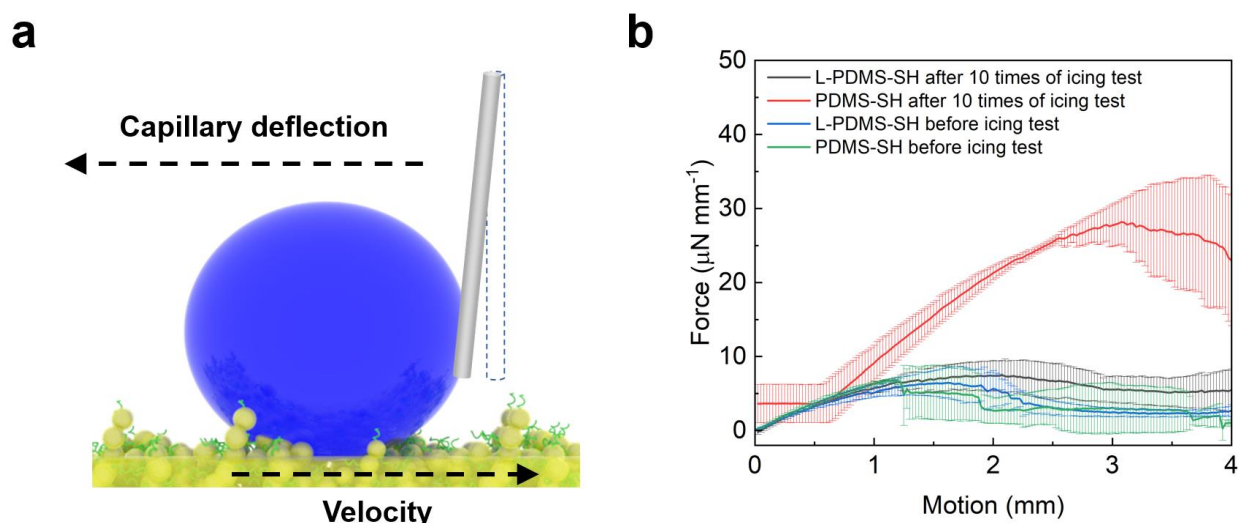 a
Capillary deflection
Velocity
b
L-PDMS-SH after 10 times of icing test
PDMS-SH after 10 times of icing test
L-PDMS-SH before icing test
PDMS-SH before icing test
Force (μN mm⁻¹)
50
40
30
20
10
0
0 1 2 3 4
Motion (mm)